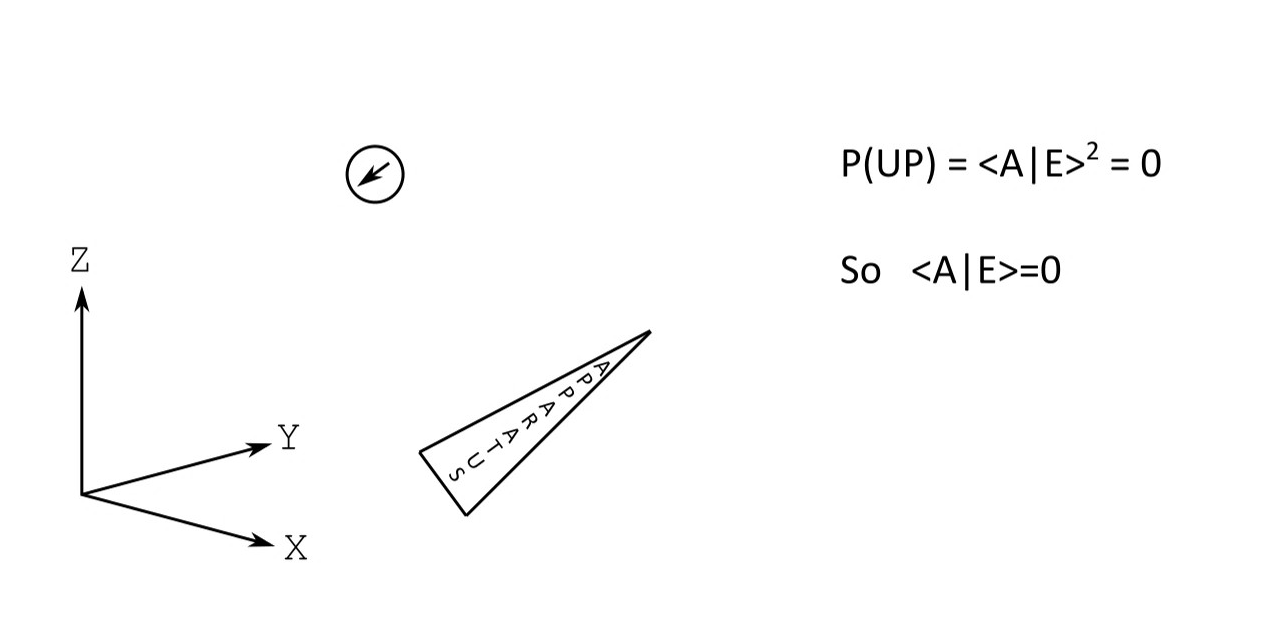 P(UP) = <A|E>² = 0
Z
So <A|E>=0
APPARATUS
Y
X